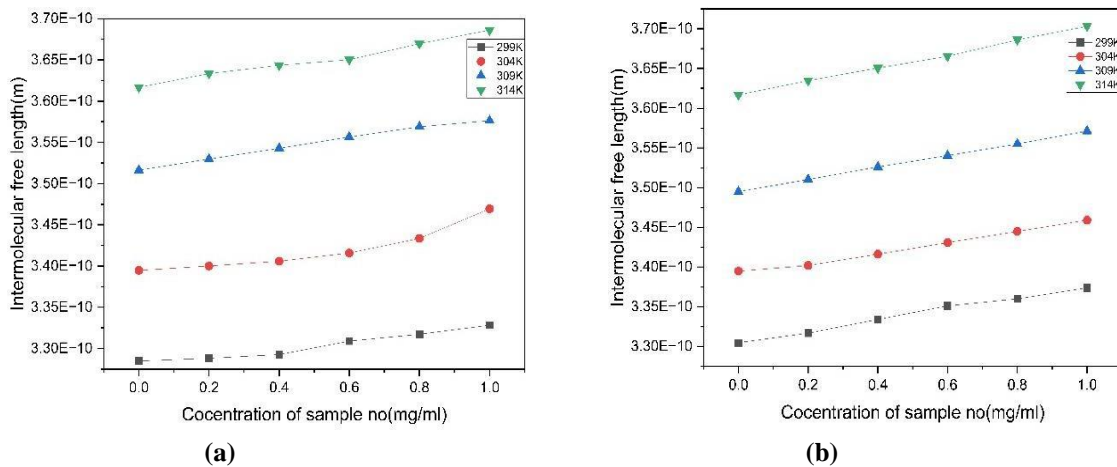 3.70E−10
3.65E−10
3.60E−10
3.55E−10
3.50E−10
3.45E−10
3.40E−10
3.35E−10
3.30E−10
Intermolecular free length(m)
299K
304K
309K
314K
0.0 0.2 0.4 0.6 0.8 1.0
Cocentration of sample no(mg/ml)
(a)
3.70E−10
3.65E−10
3.60E−10
3.55E−10
3.50E−10
3.45E−10
3.40E−10
3.35E−10
3.30E−10
Intermolecular free length(m)
299K
304K
309K
314K
0.0 0.2 0.4 0.6 0.8 1.0
Cocentration of sample no(mg/ml)
(b)